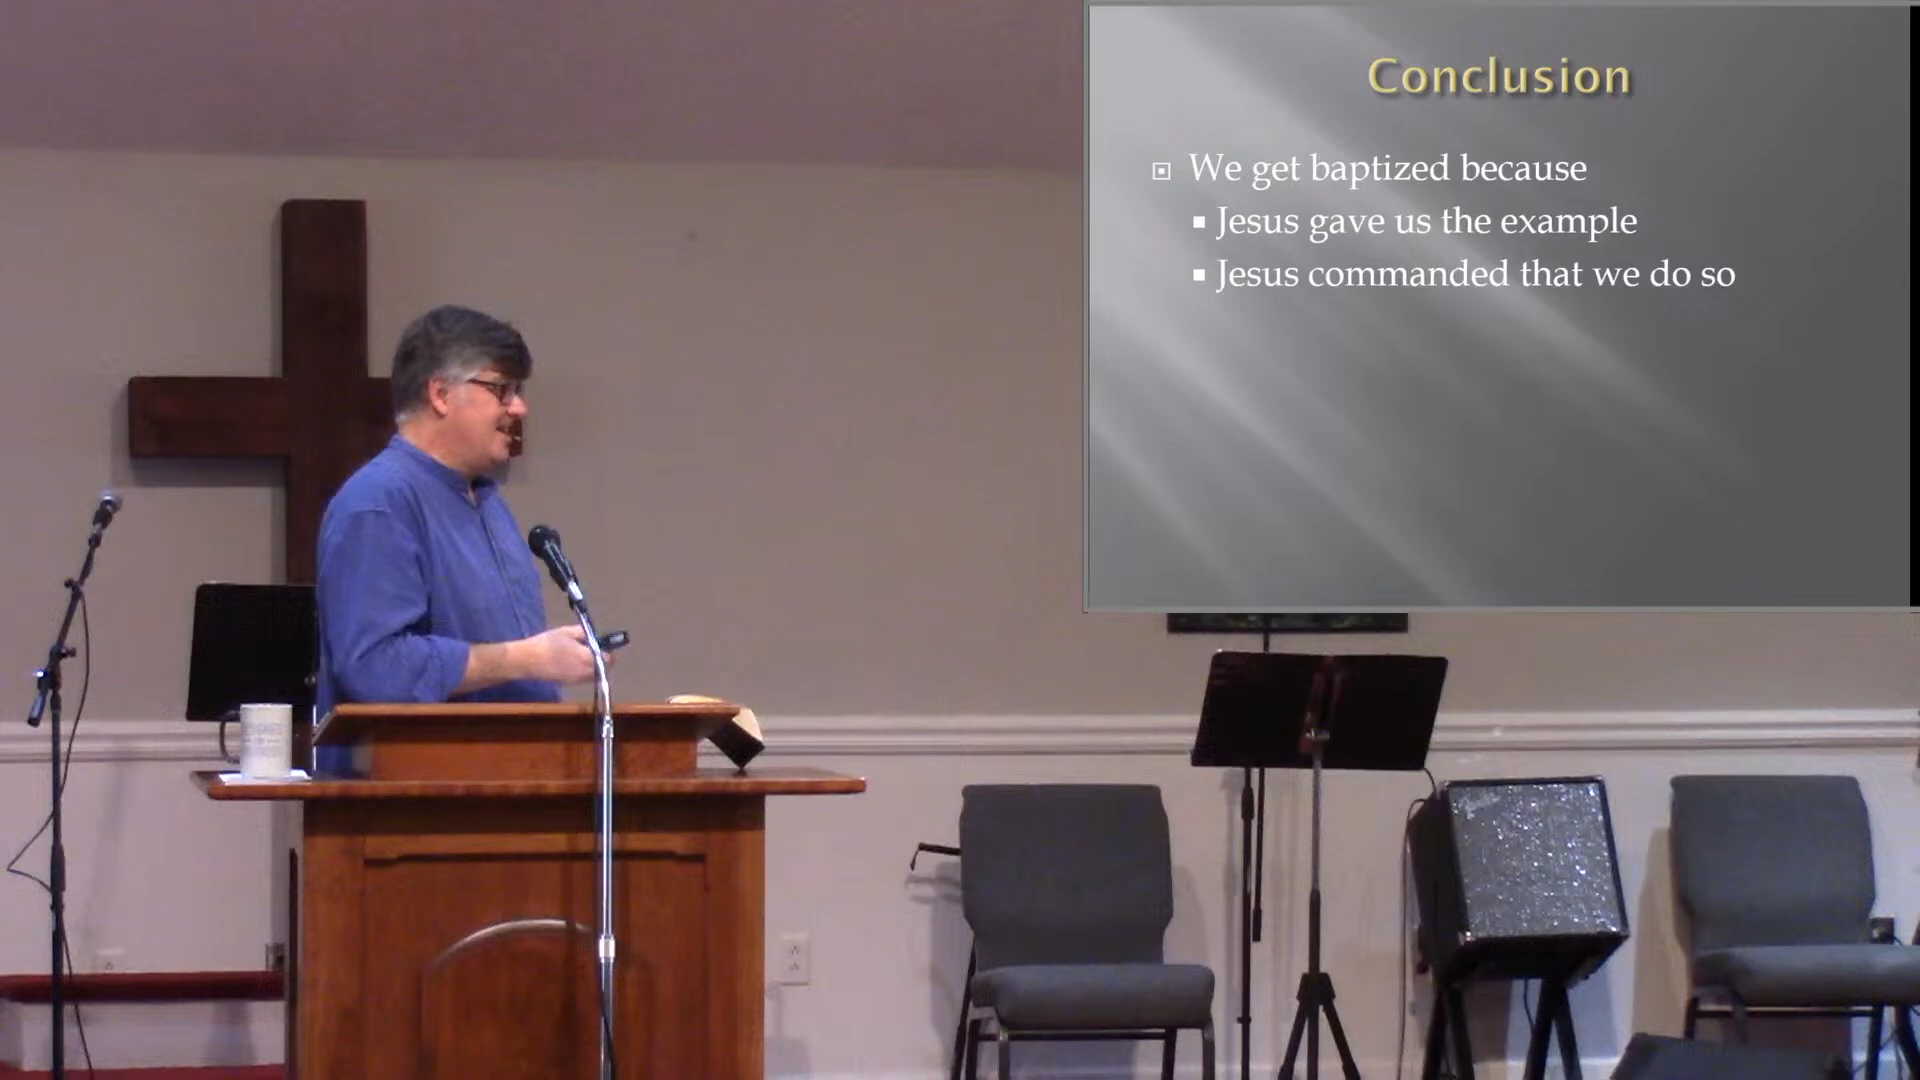 Conclusion
We get baptized because
Jesus gave us the example
Jesus commanded that we do so